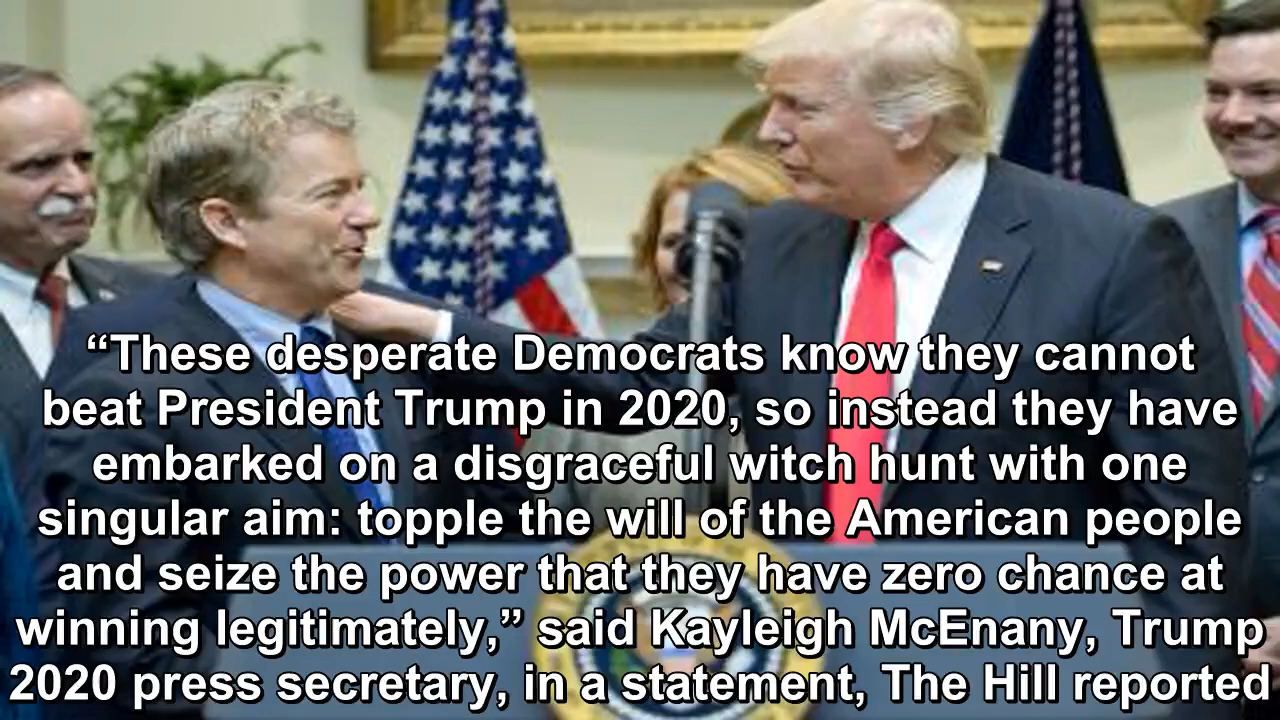 “These desperate Democrats know they cannot
beat President Trump in 2020, so instead they have
embarked on a disgraceful witch hunt with one
singular aim: topple the will of the American people
and seize the power that they have zero chance at
winning legitimately,” said Kayleigh McEnany, Trump
2020 press secretary, in a statement, The Hill reported